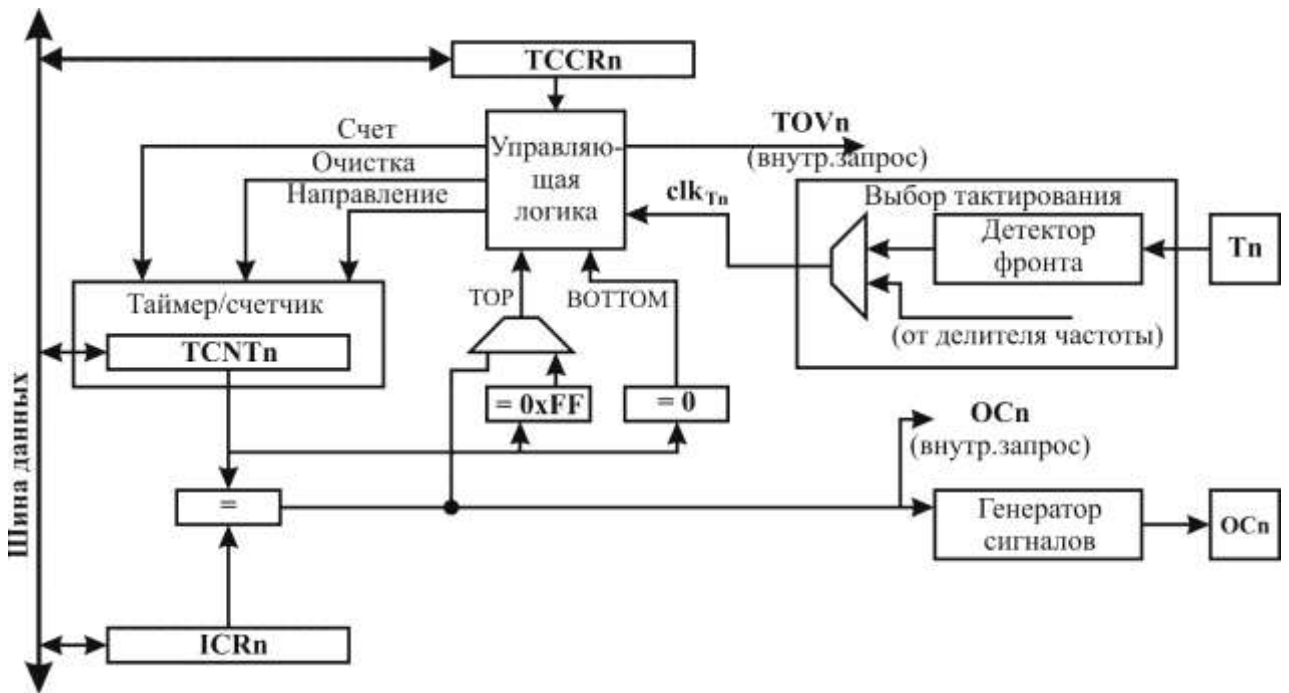 TCCRn
Счет
Очистка
Направление
Управляю-
щая
логика
TOVn
(внутр.запрос)
clkTn
Выбор тактирования
Детектор
фронта
Tn
(от делителя частоты)
Таймер/счетчик
TCNTn
TOP
BOTTOM
= 0xFF
= 0
OCn
(внутр.запрос)
=
Генератор
сигналов
OCn
ICRn
Шина данных